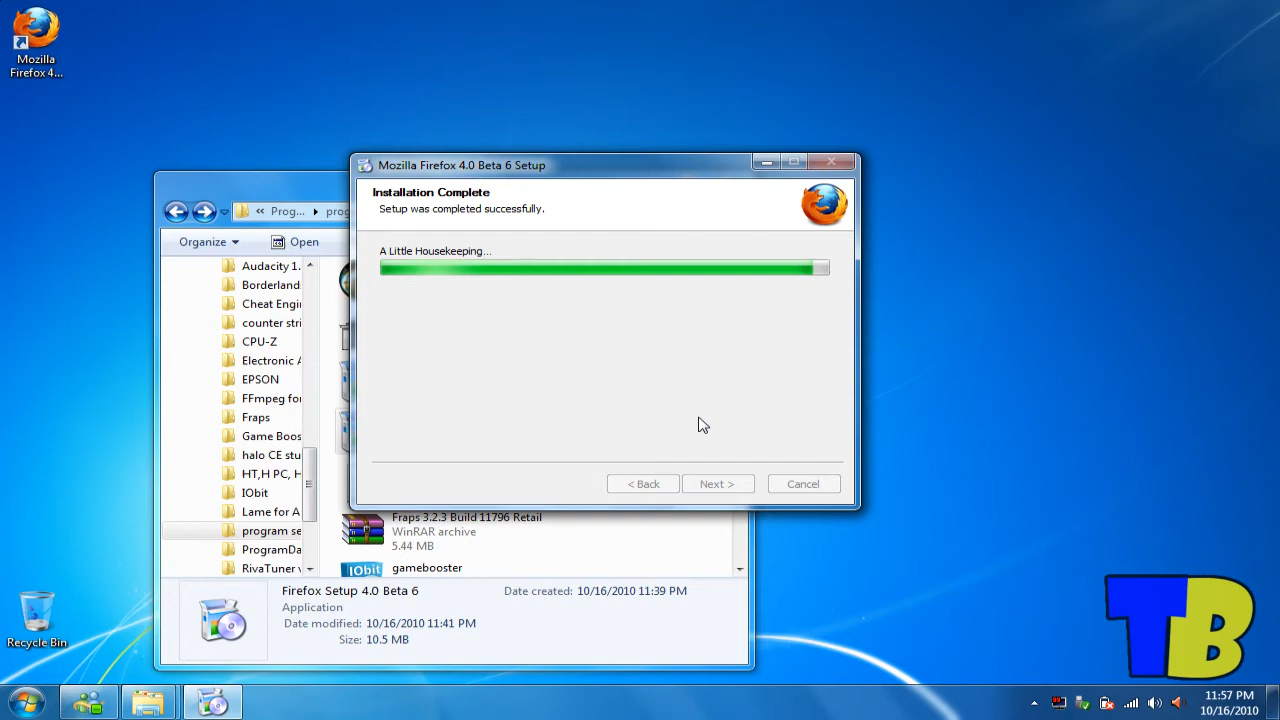 Mozilla
Firefox 4...
Mozilla Firefox 4.0 Beta 6 Setup
Installation Complete
Setup was completed successfully.
A Little Housekeeping...
< Back
Next >
Cancel
« Prog... ▸ prog
Organize
Open
Audacity 1.
Borderland
Cheat Engi
counter stri
CPU-Z
Electronic A
EPSON
FFmpeg fo
Fraps
Game Boos
halo CE stu
HT,H PC, H
IObit
Lame for A
program se
ProgramDa
RivaTuner v
Fraps 3.2.3 Build 11796 Retail
WinRAR archive
5.44 MB
IObit
gamebooster
Firefox Setup 4.0 Beta 6
Date created: 10/16/2010 11:39 PM
Application
Date modified: 10/16/2010 11:41 PM
Size: 10.5 MB
Recycle Bin
TB
11:57 PM
10/16/2010